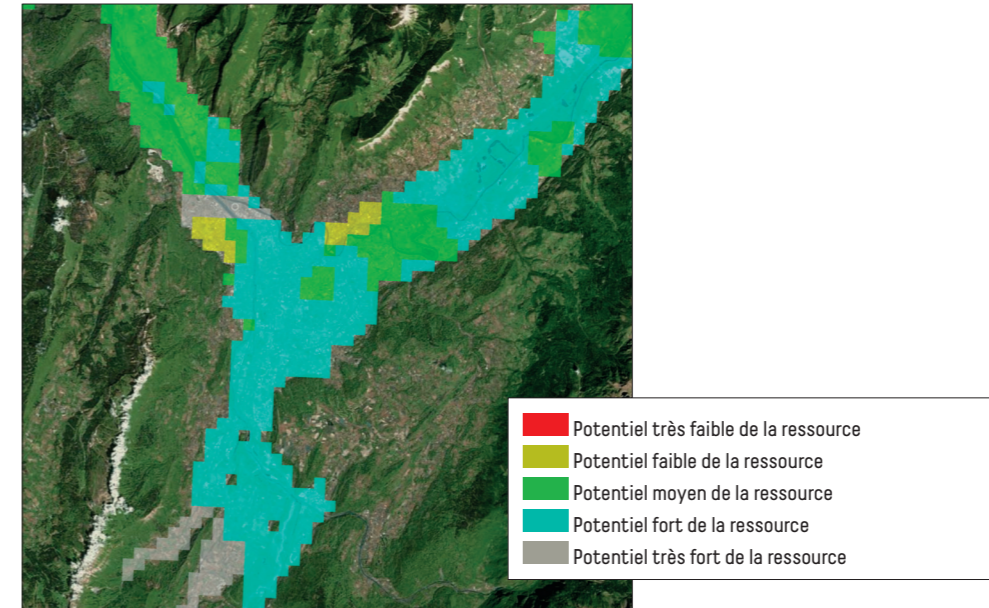 Potentiel très faible de la ressource
Potentiel faible de la ressource
Potentiel moyen de la ressource
Potentiel fort de la ressource
Potentiel très fort de la ressource